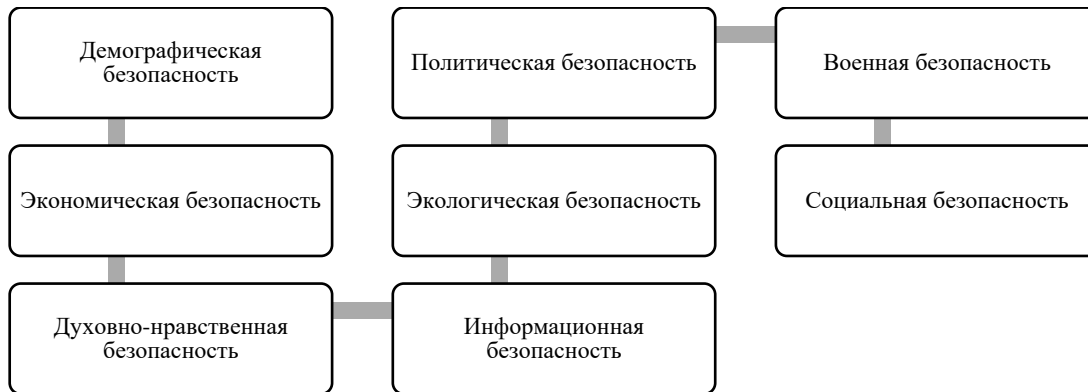 Демографическая
безопасность
Политическая безопасность
Военная безопасность
Экономическая безопасность
Экологическая безопасность
Социальная безопасность
Духовно-нравственная
безопасность
Информационная
безопасность